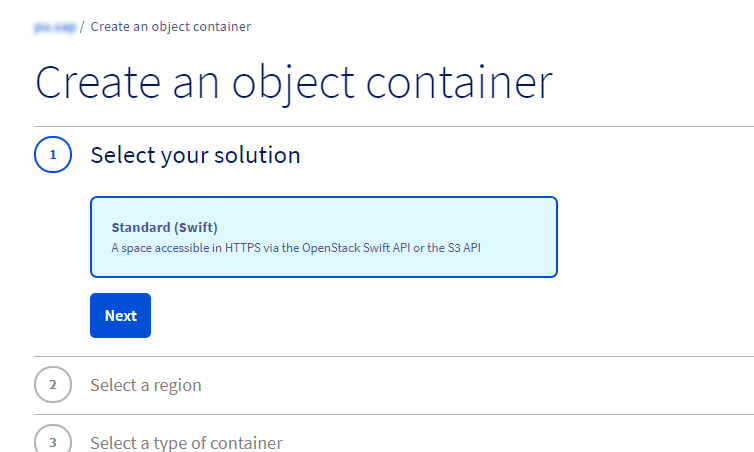 / Create an object container
Create an object container
1 Select your solution
Standard (Swift)
A space accessible in HTTPS via the OpenStack Swift API or the S3 API
Next
2 Select a region
3 Select a type of container